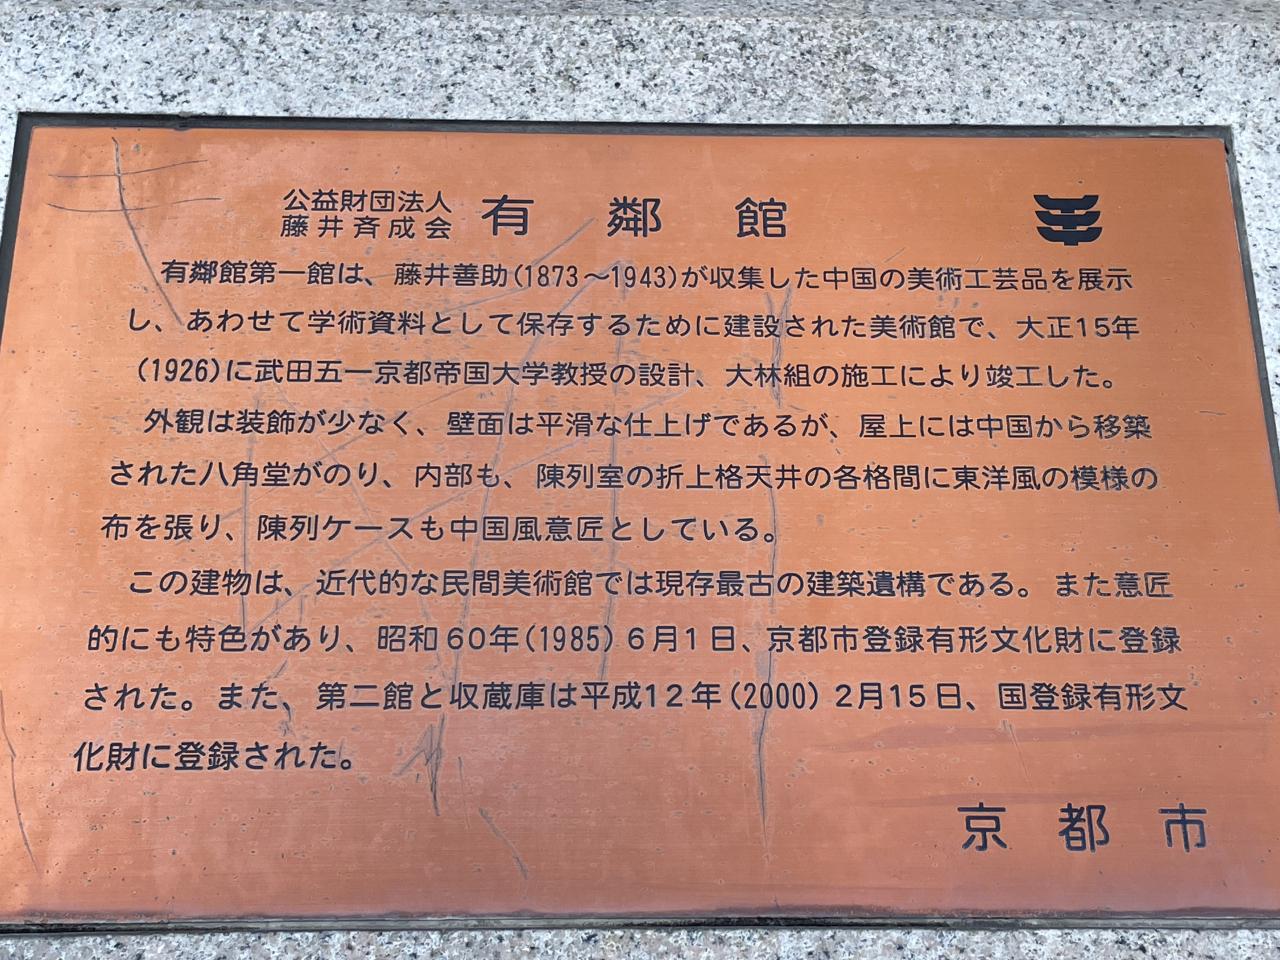 公益財団法人
藤井斉成会 有鄰館
有鄰館第一館は、藤井善助(1873〜1943)が収集した中国の美術工芸品を展示
し、あわせて学術資料として保存するために建設された美術館で、大正15年
(1926)に武田五一京都帝国大学教授の設計、大林組の施工により竣工した。
外観は装飾が少なく、壁面は平滑な仕上げであるが、屋上には中国から移築
された八角堂がのり、内部も、陳列室の折上格天井の各格間に東洋風の模様の
布を張り、陳列ケースも中国風意匠としている。
この建物は、近代的な民間美術館では現存最古の建築遺構である。また意匠
的にも特色があり、昭和60年(1985)6月1日、京都市登録有形文化財に登録
された。また、第二館と収蔵庫は平成12年(2000)2月15日、国登録有形文
化財に登録された。
京都市